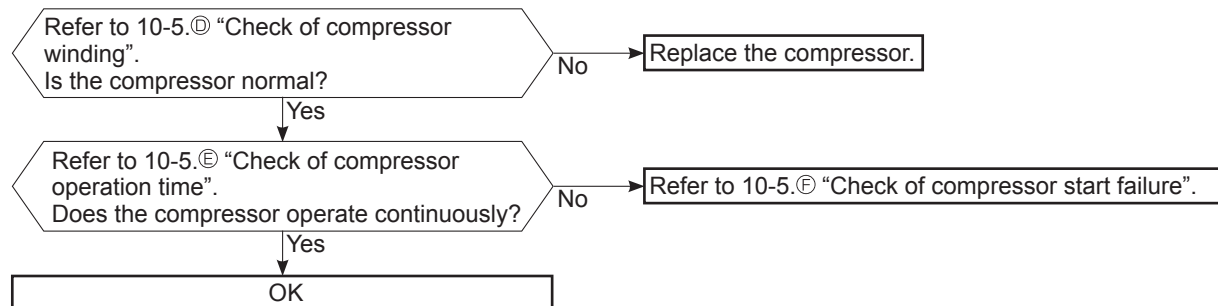 Refer to 10-5.Ⓓ “Check of compressor
winding”.
Is the compressor normal?
No
Replace the compressor.
Yes
Refer to 10-5.Ⓔ “Check of compressor
operation time”.
Does the compressor operate continuously?
No
Refer to 10-5.Ⓕ “Check of compressor start failure”.
Yes
OK